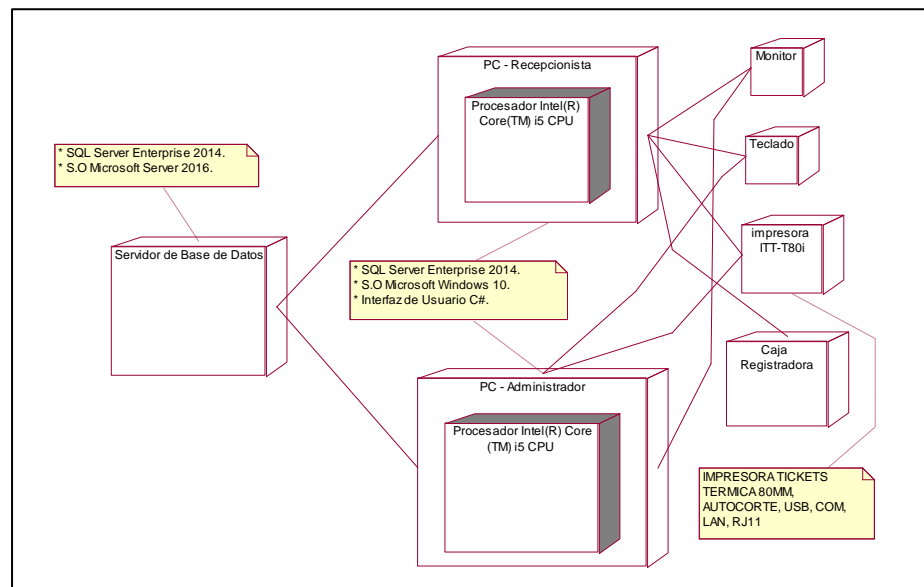 PC - Recepcionista
Procesador Intel(R)
Core(TM) i5 CPU
Monitor
* SQL Server Enterprise 2014.
* S.O Microsoft Server 2016.
Teclado
Servidor de Base de Datos
impresora
ITT-T80i
* SQL Server Enterprise 2014.
* S.O Microsoft Windows 10.
* Interfaz de Usuario C#.
Caja
Registradora
PC - Administrador
Procesador Intel(R) Core
(TM) i5 CPU
IMPRESORA TICKETS
TERMICA 80MM,
AUTOCORTE, USB, COM,
LAN, RJ11